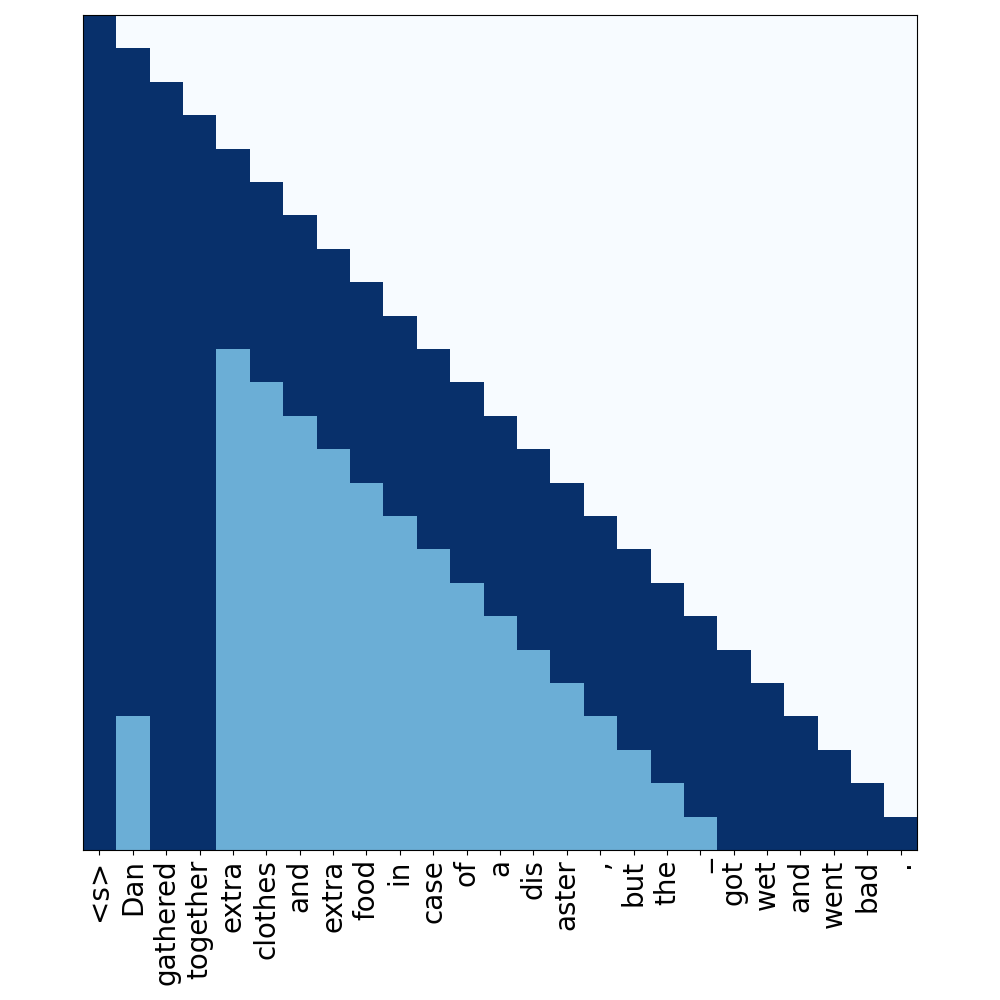 <s>
Dan
gathered
together
extra
clothes
and
extra
food
in
case
of
a
dis
aster
,
but
the
_
got
wet
and
went
bad
.